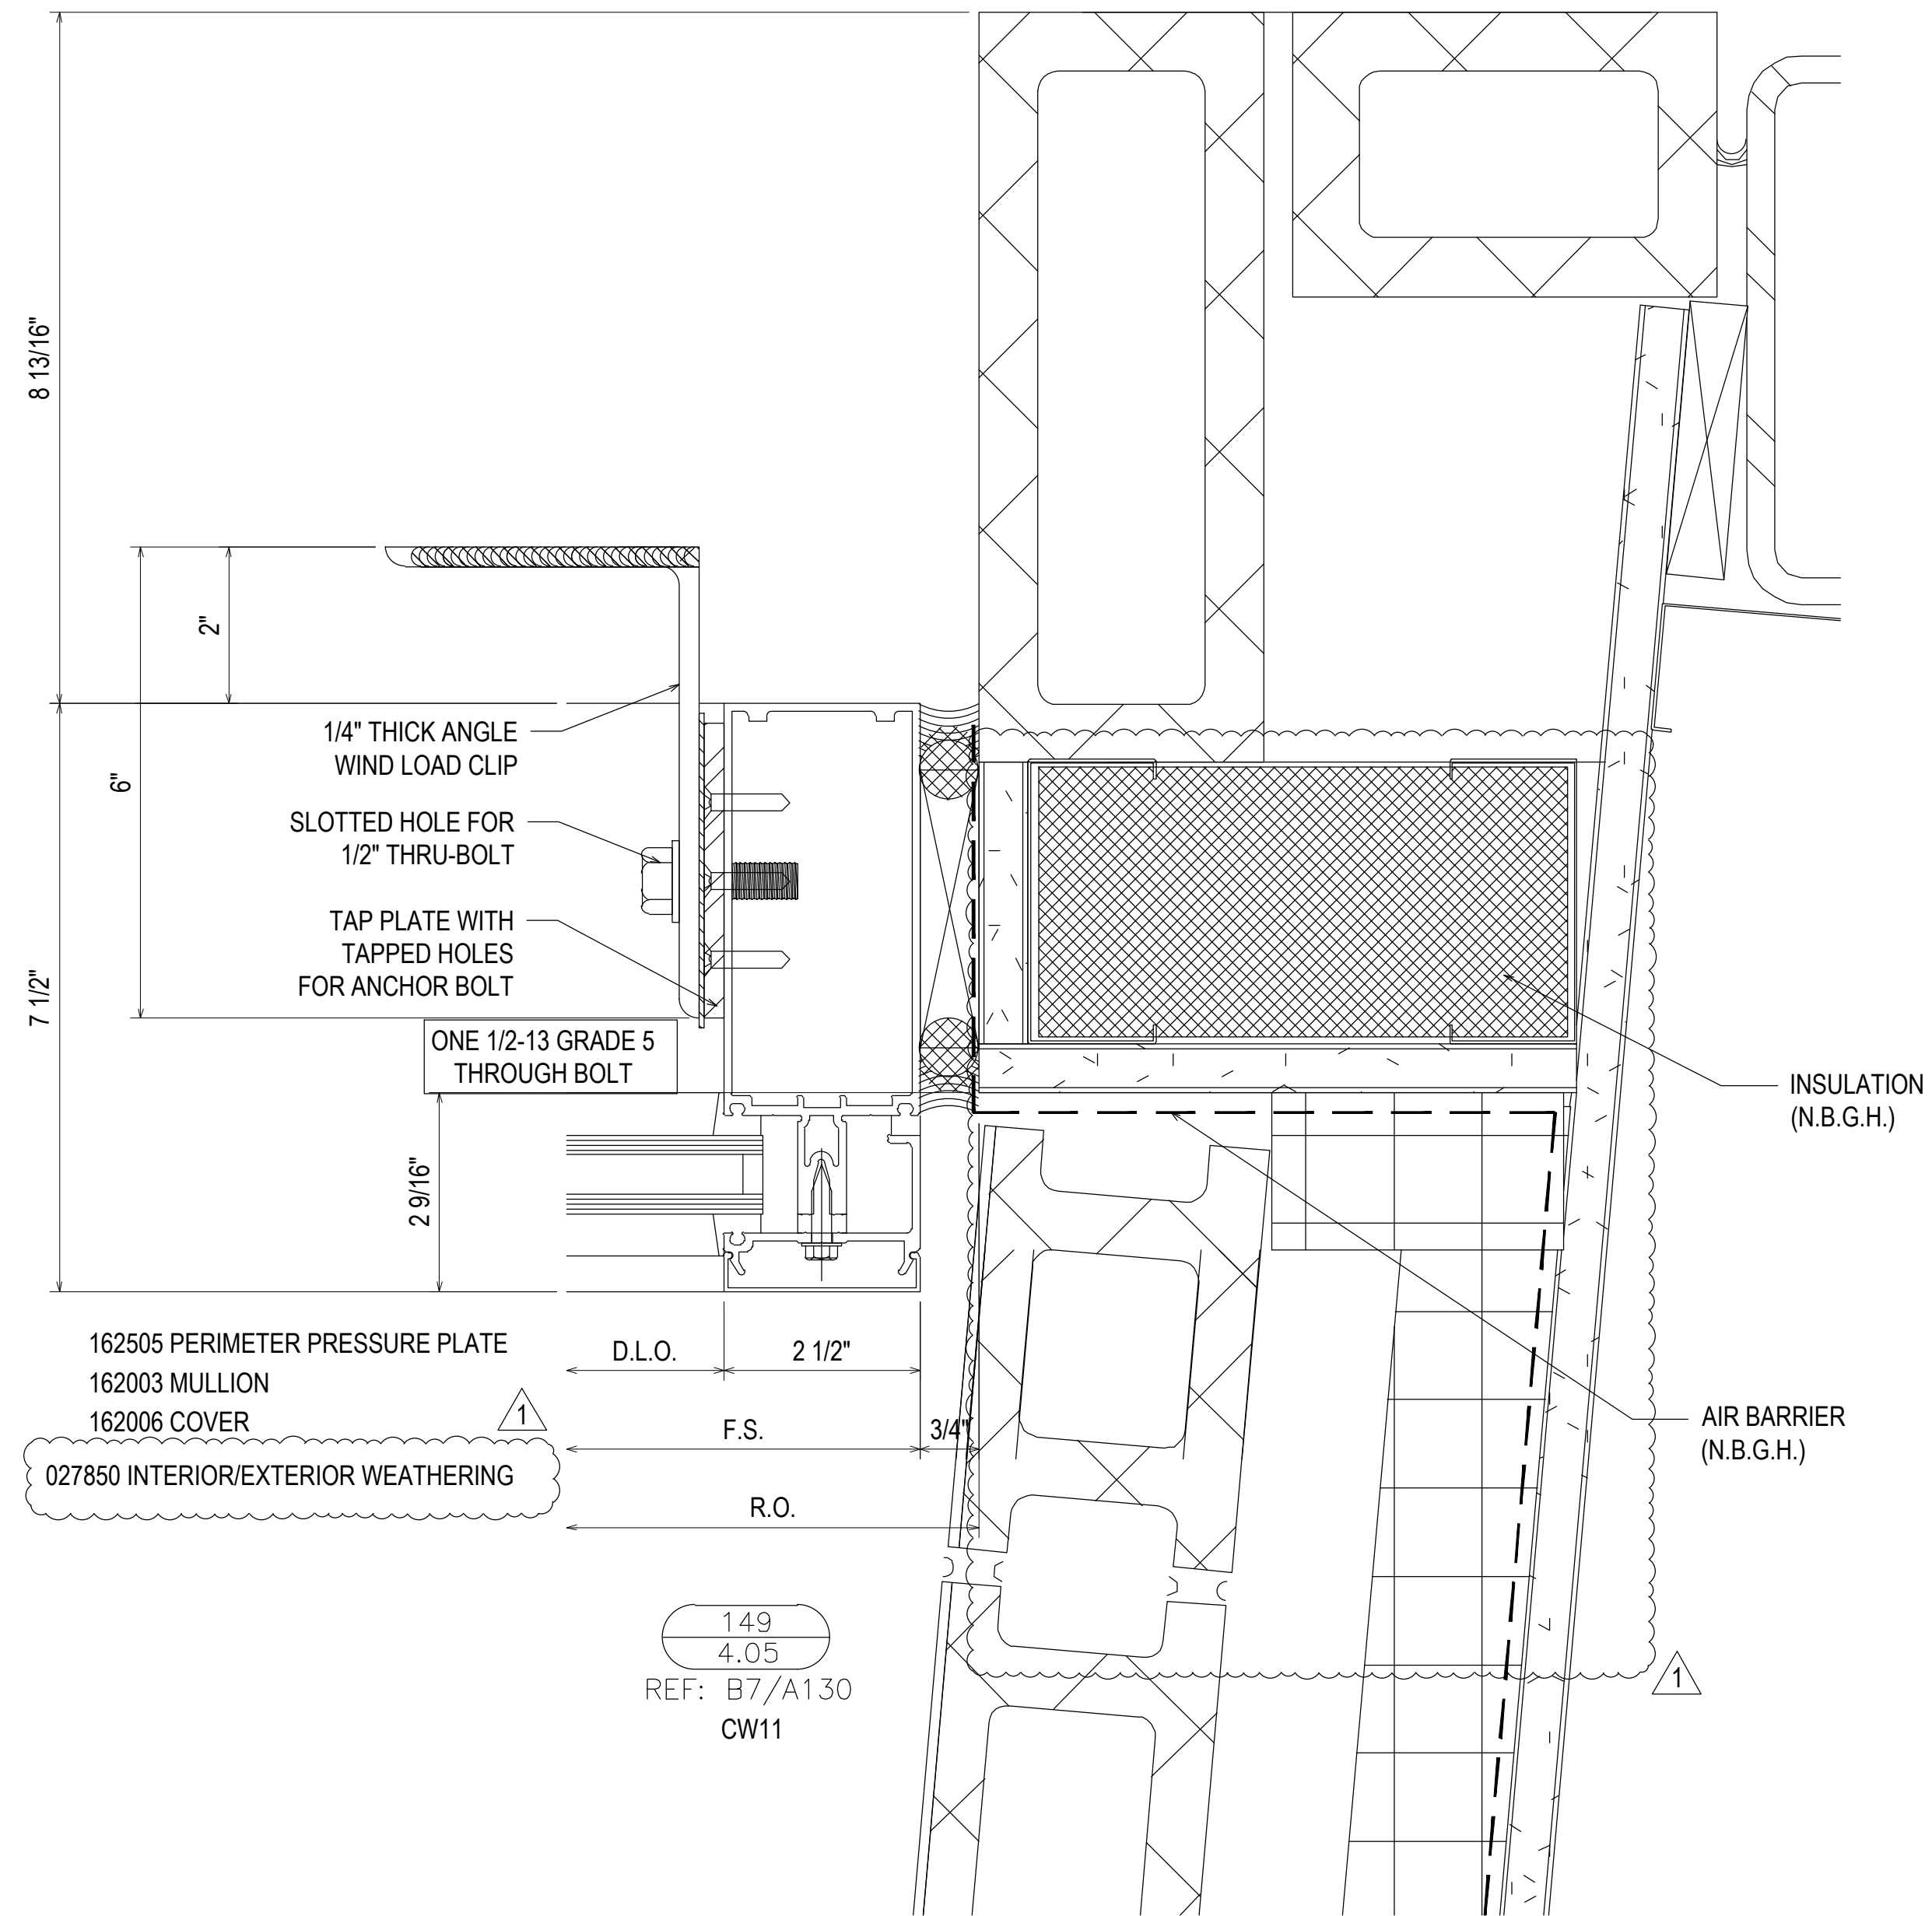 8 13/16"
2"
6"
1/4" THICK ANGLE
WIND LOAD CLIP
SLOTTED HOLE FOR
1/2" THRU-BOLT
TAP PLATE WITH
TAPPED HOLES
FOR ANCHOR BOLT
7 1/2"
ONE 1/2-13 GRADE 5
THROUGH BOLT
INSULATION
(N.B.G.H.)
2 9/16"
162505 PERIMETER PRESSURE PLATE
162003 MULLION
162006 COVER
1
027850 INTERIOR/EXTERIOR WEATHERING
D.L.O.
2 1/2"
F.S.
3/4"
R.O.
AIR BARRIER
(N.B.G.H.)
149
4.05
REF: B7/A130
CW11
1